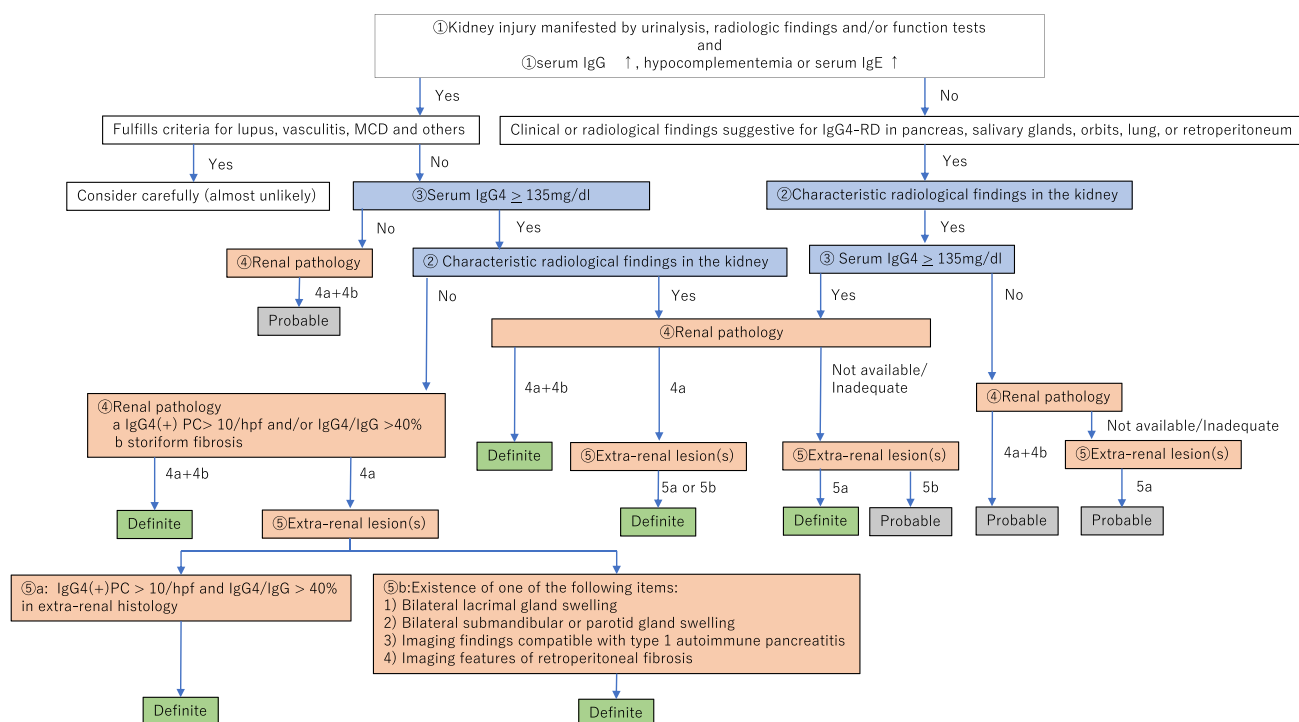 ①Kidney injury manifested by urinalysis, radiologic findings and/or function tests
and
①serum IgG ↑, hypocomplementemia or serum IgE ↑
Yes
No
Fulfills criteria for lupus, vasculitis, MCD and others
Clinical or radiological findings suggestive for IgG4-RD in pancreas, salivary glands, orbits, lung, or retroperitoneum
Yes
No
Yes
Consider carefully (almost unlikely)
③Serum IgG4 ≥ 135mg/dl
②Characteristic radiological findings in the kidney
No
Yes
Yes
④Renal pathology
② Characteristic radiological findings in the kidney
③ Serum IgG4 ≥ 135mg/dl
4a+4b
No
Yes
Yes
No
Probable
④Renal pathology
4a+4b
4a
Not available/
Inadequate
④Renal pathology
④Renal pathology
a IgG4(+) PC> 10/hpf and/or IgG4/IgG >40%
b storiform fibrosis
Not available/Inadequate
4a+4b
Definite
⑤Extra-renal lesion(s)
⑤Extra-renal lesion(s)
⑤Extra-renal lesion(s)
4a+4b
4a
5a or 5b
5a
5b
5a
Definite
⑤Extra-renal lesion(s)
Definite
Definite
Probable
Probable
Probable
⑤a: IgG4(+)PC > 10/hpf and IgG4/IgG > 40%
in extra-renal histology
⑤b:Existence of one of the following items:
1) Bilateral lacrimal gland swelling
2) Bilateral submandibular or parotid gland swelling
3) Imaging findings compatible with type 1 autoimmune pancreatitis
4) Imaging features of retroperitoneal fibrosis
Definite
Definite